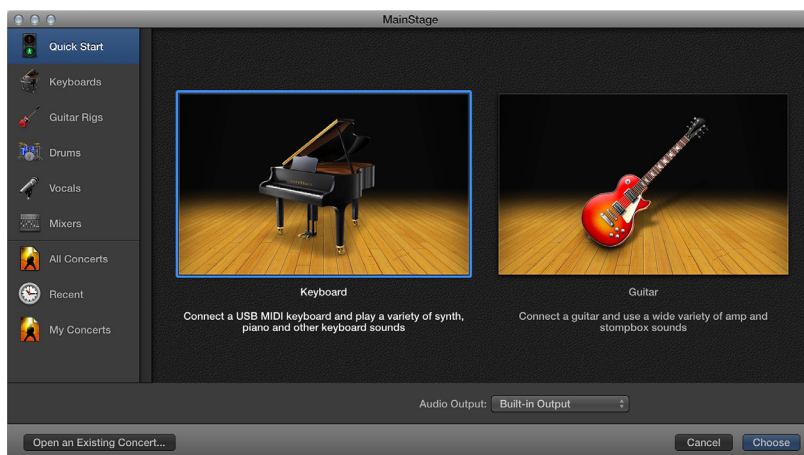 MainStage
Quick Start
Keyboards
Guitar Rigs
Drums
Vocals
Mixers
All Concerts
Recent
My Concerts
Keyboard
Connect a USB MIDI keyboard and play a variety of synth,
piano and other keyboard sounds
Guitar
Connect a guitar and use a wide variety of amp and
stompbox sounds
Audio Output: Built-in Output
Open an Existing Concert...
Cancel
Choose